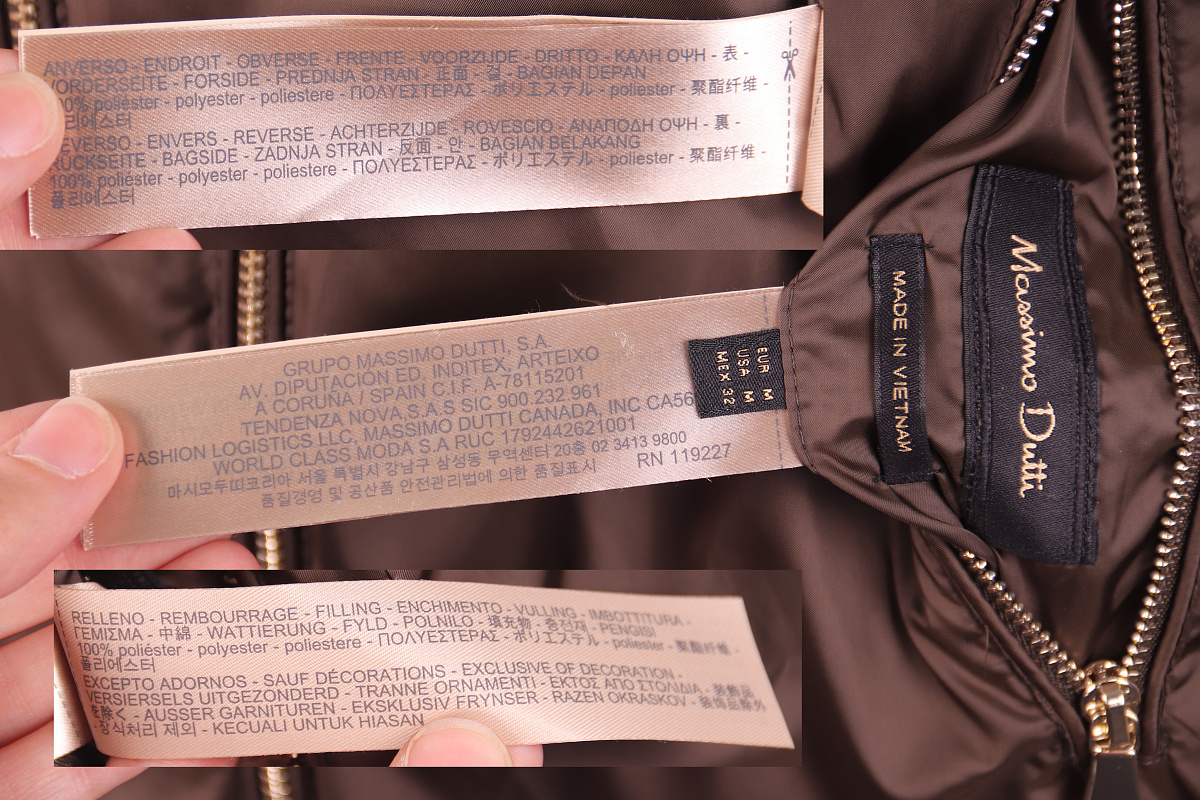 ANVERSO - ENDROIT - OBVERSE - FRENTE - VOORZIJDE - DRITTO - ΚΑΛΗ ΟΨΗ - 表 -
VORDERSEITE - FORSIDE - PREDNJA STRAN - 正面 - 겉 - BAGIAN DEPAN
100% poliéster - polyester - poliestere - ΠΟΛΥΕΣΤΕΡΑΣ - ポリエステル - poliester - 聚酯纤维 -
폴리에스터
REVERSO - ENVERS - REVERSE - ACHTERZIJDE - ROVESCIO - ΑΝΑΠΟΔΗ ΟΨΗ - 裏 -
RÜCKSEITE - BAGSIDE - ZADNJA STRAN - 反面 - 안 - BAGIAN BELAKANG
100% poliéster - polyester - poliestere - ΠΟΛΥΕΣΤΕΡΑΣ - ポリエステル - poliester - 聚酯纤维 -
폴리에스터
GRUPO MASSIMO DUTTI, S.A.
AV. DIPUTACIÓN ED. INDITEX, ARTEIXO
A CORUÑA / SPAIN C.I.F. A-78115201
TENDENZA NOVA,S.A.S SIC 900.232.961
FASHION LOGISTICS LLC, MASSIMO DUTTI CANADA, INC CA56
WORLD CLASS MODA S.A RUC 1792442621001
마시모두띠코리아 서울 특별시 강남구 삼성동 무역센터 20층 02 3413 9800
품질경영 및 공산품 안전관리법에 의한 품질표시 RN 119227
EUR M
USA M
MEX 32
MADE IN VIETNAM
Massimo Dutti
RELLENO - REMBOURRAGE - FILLING - ENCHIMENTO - VULLING - IMBOTTITURA -
ΓΕΜΙΣΜΑ - 中綿 - WATTIERUNG - FYLD - POLNILO - 填充物 - 충전재 - PENGISI
100% poliéster - polyester - poliestere - ΠΟΛΥΕΣΤΕΡΑΣ - ポリエステル - poliester - 聚酯纤维 -
폴리에스터
EXCEPTO ADORNOS - SAUF DÉCORATIONS - EXCLUSIVE OF DECORATION -
VERSIERSELS UITGEZONDERD - TRANNE ORNAMENTI - ΕΚΤΟΣ ΑΠΟ ΣΤΟΛΙΔΙΑ - 装飾品
を除く - AUSSER GARNITUREN - EKSKLUSIV FRYNSER - RAZEN OKRASKOV - 装饰品除外
- 장식처리 제외 - KECUALI UNTUK HIASAN